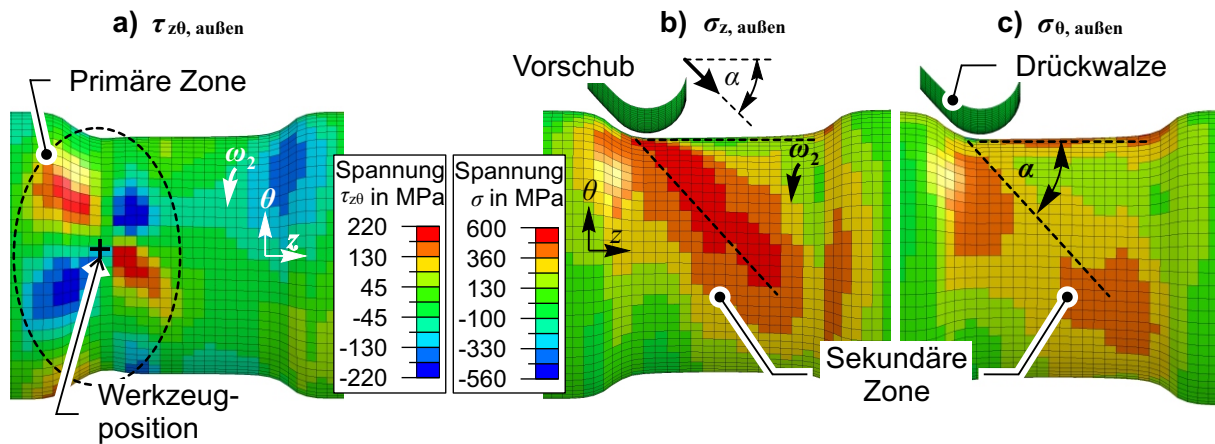 a) τzθ, außen
b) σz, außen
c) σθ, außen
Primäre Zone
Vorschub
α
Drückwalze
ω2
θ
z
Spannung
τzθ in MPa
220
130
45
-45
-130
-220
Spannung
σ in MPa
600
360
130
-100
-330
-560
ω2
θ
z
α
Werkzeug-
position
Sekundäre
Zone